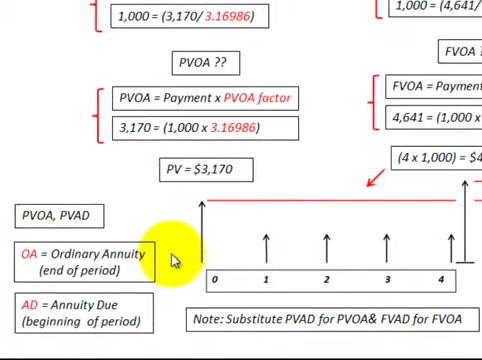 1,000 = (3,170/ 3.16986)
1,000 = (4,641/
PVOA ??
FVOA ?
PVOA = Payment x PVOA factor
FVOA = Payment
3,170 = (1,000 x 3.16986)
4,641 = (1,000 x
PV = $3,170
(4 x 1,000) = $4
PVOA, PVAD
OA = Ordinary Annuity
(end of period)
0 1 2 3 4
AD = Annuity Due
(beginning of period)
Note: Substitute PVAD for PVOA& FVAD for FVOA